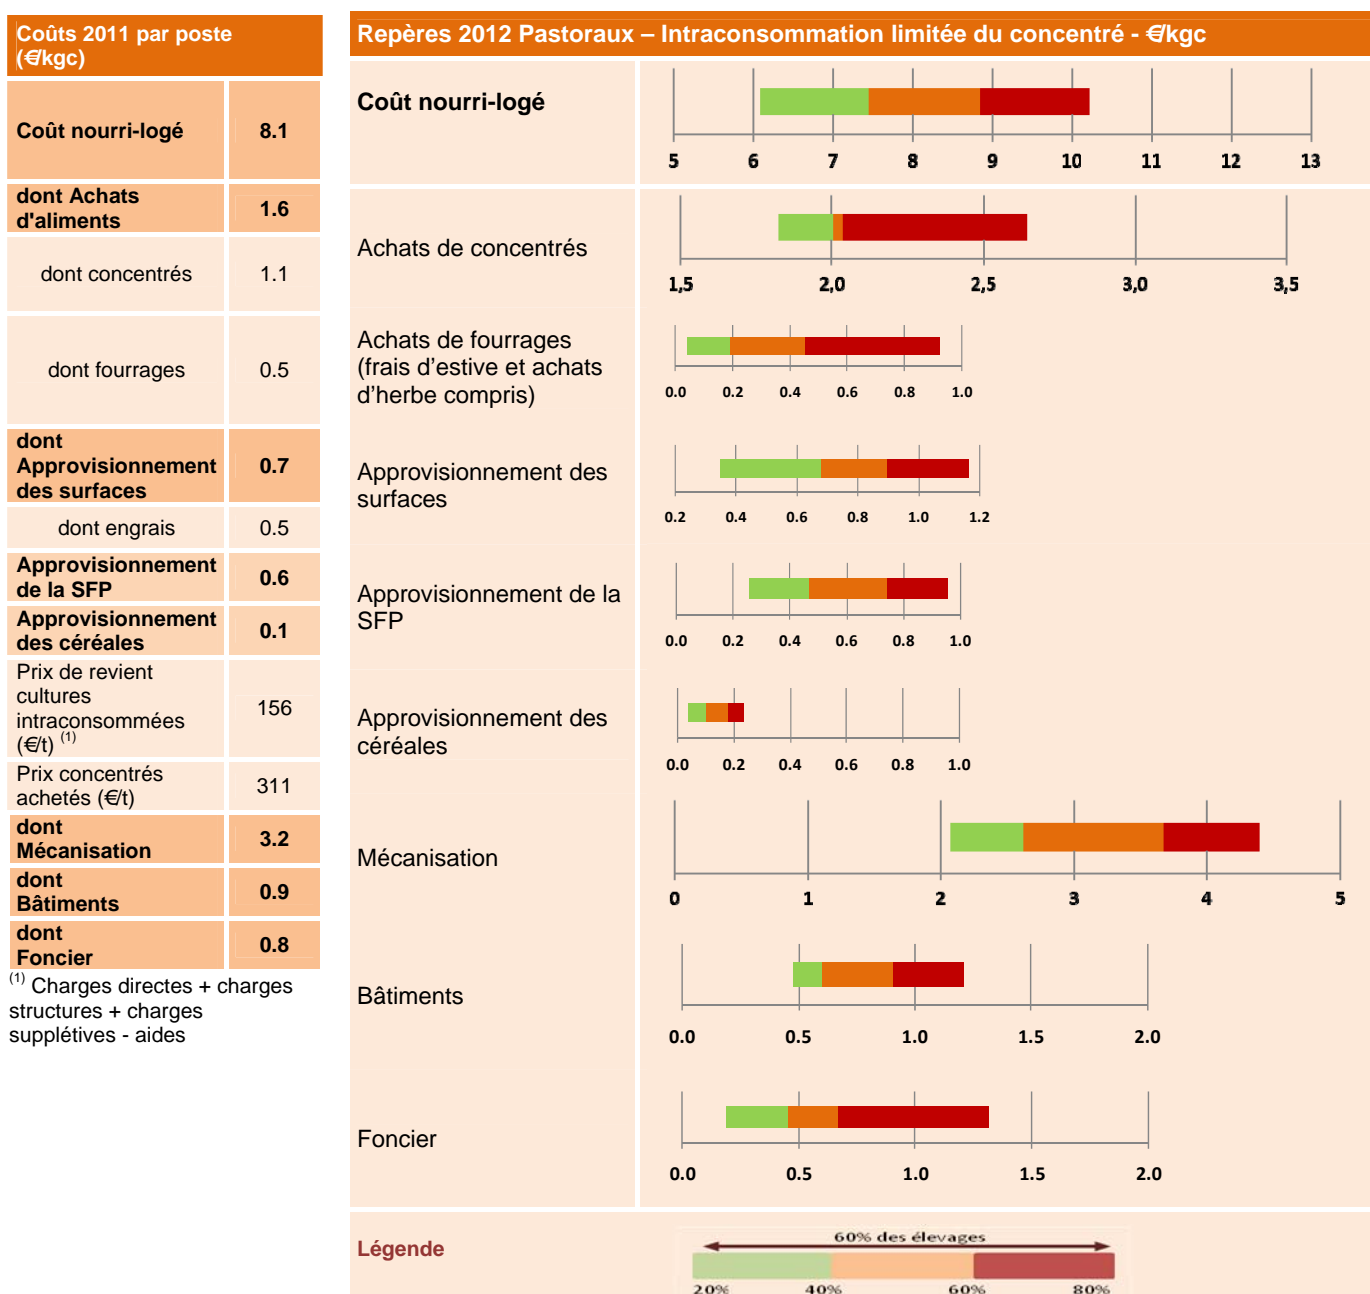 Coûts 2011 par poste
(€/kgc)
Coût nourri-logé 8.1
dont Achats
d'aliments 1.6
dont concentrés 1.1
dont fourrages 0.5
dont
Approvisionnement
des surfaces 0.7
dont engrais 0.5
Approvisionnement
de la SFP 0.6
Approvisionnement
des céréales 0.1
Prix de revient
cultures
intraconsommées
(€/t) (1) 156
Prix concentrés
achetés (€/t) 311
dont
Mécanisation 3.2
dont
Bâtiments 0.9
dont
Foncier 0.8
(1) Charges directes + charges
structures + charges
supplétives - aides
Repères 2012 Pastoraux – Intraconsommation limitée du concentré - €/kgc
Coût nourri-logé
5 6 7 8 9 10 11 12 13
Achats de concentrés
1,5 2,0 2,5 3,0 3,5
Achats de fourrages
(frais d'estive et achats
d'herbe compris)
0.0 0.2 0.4 0.6 0.8 1.0
Approvisionnement des
surfaces
0.2 0.4 0.6 0.8 1.0 1.2
Approvisionnement de la
SFP
0.0 0.2 0.4 0.6 0.8 1.0
Approvisionnement des
céréales
0.0 0.2 0.4 0.6 0.8 1.0
Mécanisation
0 1 2 3 4 5
Bâtiments
0.0 0.5 1.0 1.5 2.0
Foncier
0.0 0.5 1.0 1.5 2.0
Légende
60% des élevages
20% 40% 60% 80%